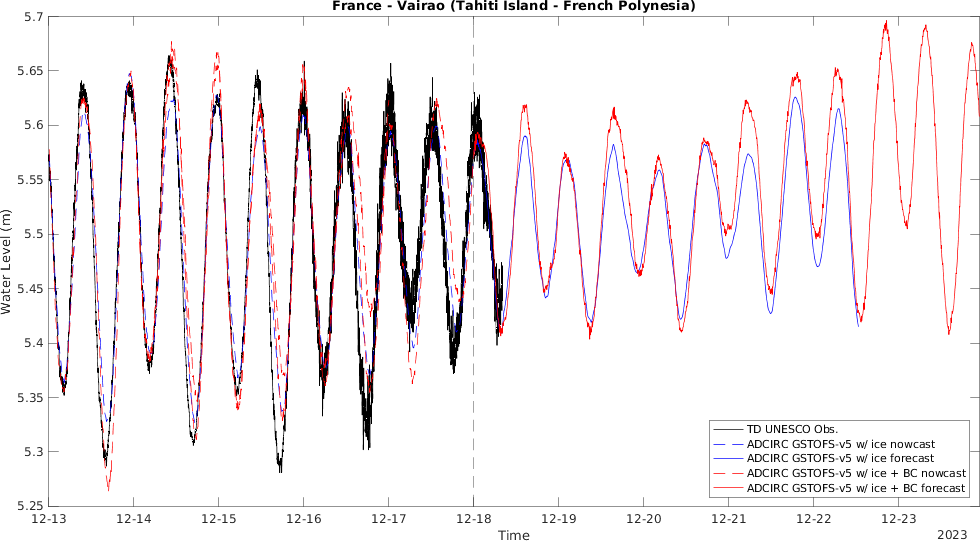 France - Vairao (Tahiti Island - French Polynesia)
5.7
5.65
5.6
5.55
5.5
5.45
5.4
5.35
5.3
5.25
Water Level (m)
12-13 12-14 12-15 12-16 12-17 12-18 12-19 12-20 12-21 12-22 12-23
Time
2023
TD UNESCO Obs.
ADCIRC GSTOFS-v5 w/ ice nowcast
ADCIRC GSTOFS-v5 w/ ice forecast
ADCIRC GSTOFS-v5 w/ ice + BC nowcast
ADCIRC GSTOFS-v5 w/ ice + BC forecast